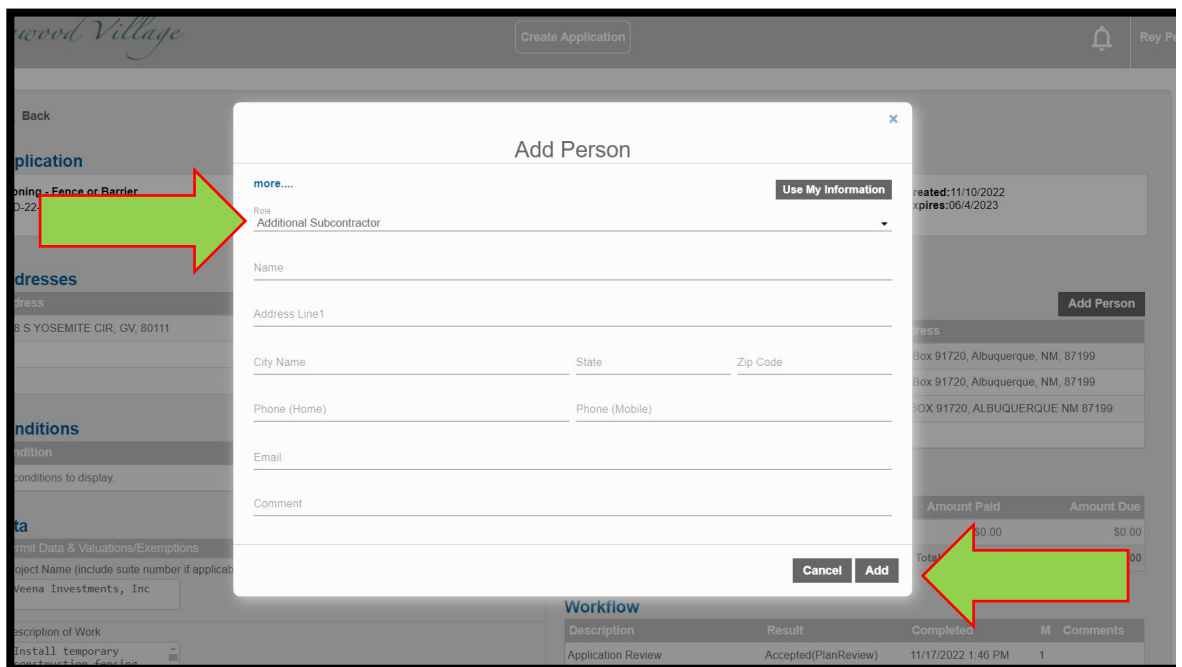 wood Village
Create Application
Rey Pe
Back
plication
oning - Fence or Barrier
D-22-
reated:11/10/2022
xpires:06/4/2023
×
Add Person
more....
Use My Information
Role
Additional Subcontractor
Name
Address Line1
City Name State Zip Code
Phone (Home) Phone (Mobile)
Email
Comment
Cancel Add
dresses
dress
8 S YOSEMITE CIR, GV, 80111
Add Person
ress
Box 91720, Albuquerque, NM, 87199
Box 91720, Albuquerque, NM, 87199
BOX 91720, ALBUQUERQUE NM 87199
nditions
ndition
conditions to display.
ta
ermit Data & Valuations/Exemptions
oject Name (include suite number if applicab
Veena Investments, Inc
escription of Work
Install temporary
construction fencing
Amount Paid Amount Due
$0.00 $0.00
Total 00
Workflow
Description Result Completed M Comments
Application Review Accepted(PlanReview) 11/17/2022 1:46 PM 1